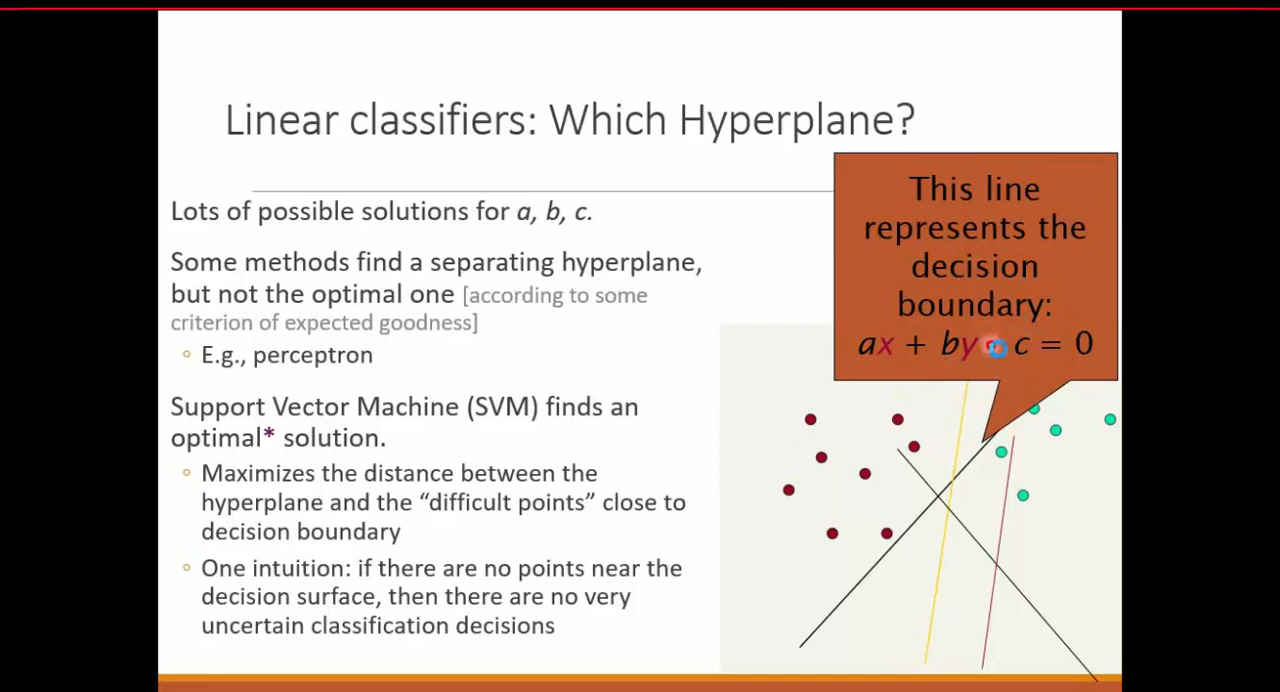 Linear classifiers: Which Hyperplane?
Lots of possible solutions for a, b, c.
Some methods find a separating hyperplane,
but not the optimal one [according to some
criterion of expected goodness]
E.g., perceptron
Support Vector Machine (SVM) finds an
optimal* solution.
Maximizes the distance between the
hyperplane and the “difficult points” close to
decision boundary
One intuition: if there are no points near the
decision surface, then there are no very
uncertain classification decisions
This line
represents the
decision
boundary:
ax + by c = 0